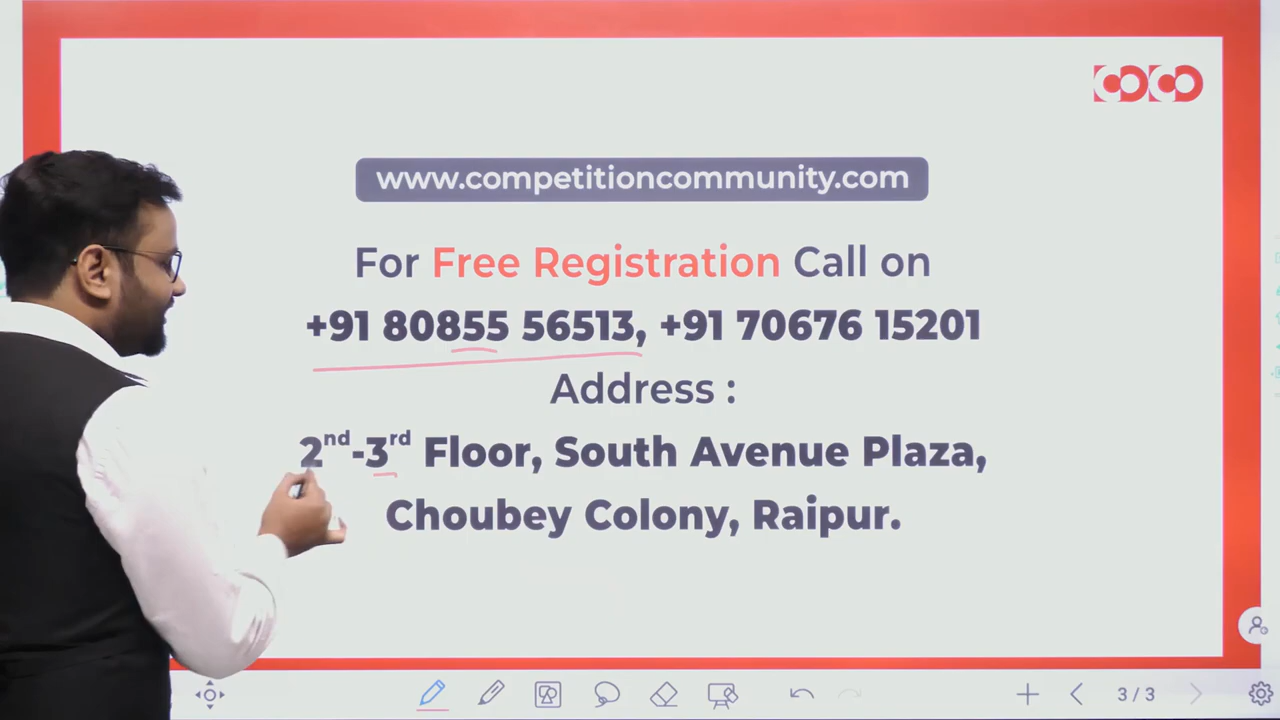 COCO
www.competitioncommunity.com
For Free Registration Call on
+91 80855 56513, +91 70676 15201
Address :
2nd-3rd Floor, South Avenue Plaza,
Choubey Colony, Raipur.
3/3